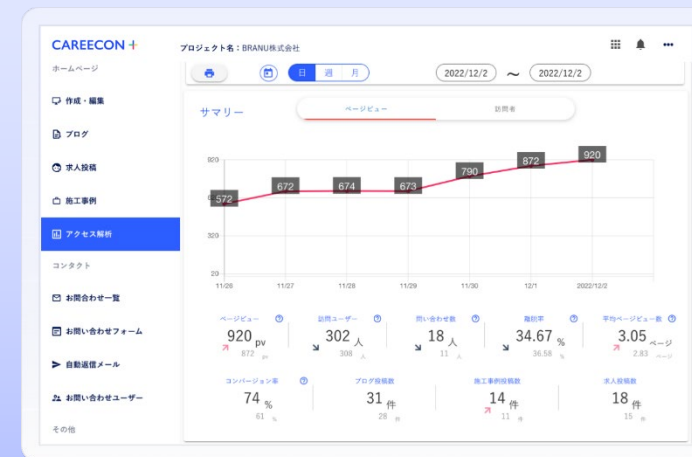 CAREECON +
プロジェクト名：BRANU株式会社
ホームページ
作成・編集
ブログ
求人投稿
施工事例
アクセス解析
コンタクト
お問合わせ一覧
お問い合わせフォーム
自動返信メール
お問い合わせユーザー
その他
日 週 月
2022/12/2 〜 2022/12/2
サマリー
ページビュー 訪問者
920
320
20
572 672 674 673 790 872 920
11/26 11/27 11/28 11/29 11/30 12/1 2022/12/2
ページビュー 訪問ユーザー 問い合わせ数 離脱率 平均ページビュー数
920 pv 302 人 18 人 34.67 % 3.05 ページ
872 pv 308 人 11 人 36.58 % 2.83 ページ
コンバージョン率 ブログ投稿数 施工事例投稿数 求人投稿数
74 % 31 件 14 件 18 件
61 % 28 件 11 件 15 件